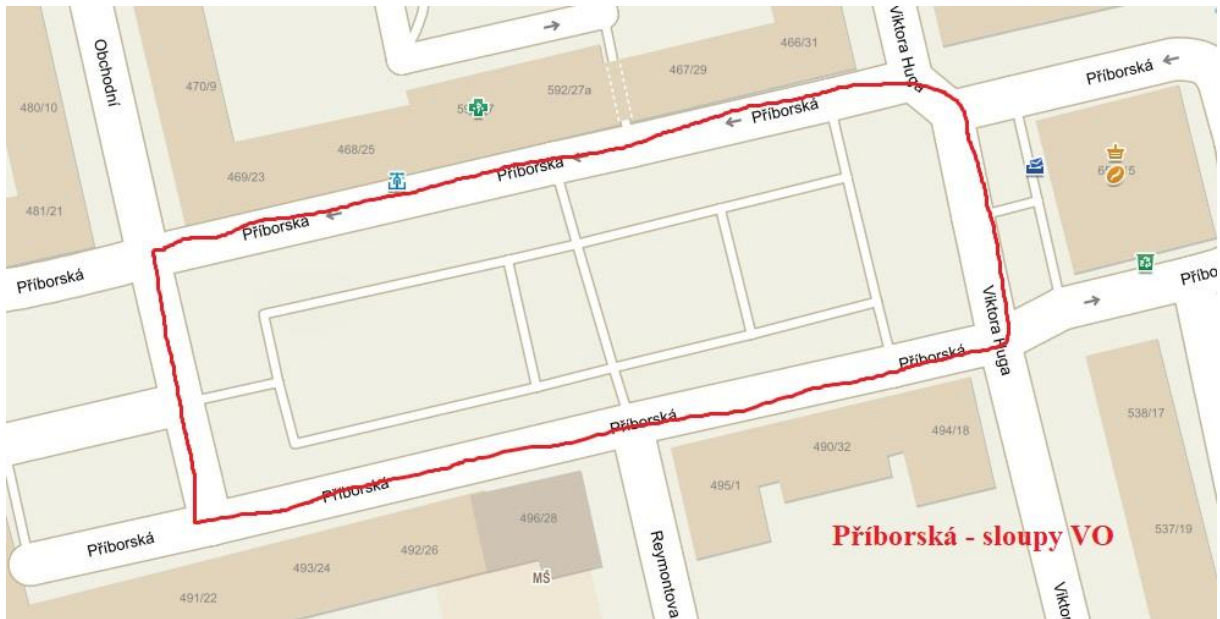 Obchodní
Viktora Huga
466/31
467/29
470/9
480/10
592/27a
Příborská
Příborská
468/25
469/23
Příborská
481/21
Příborská
Příborská
Příbo
Viktora Huga
Příborská
Příborská
538/17
494/18
490/32
495/1
Příborská
496/28
Příborská - sloupy VO
537/19
Příborská
492/26
493/24
MŠ
Reymontova
491/22
Vikto